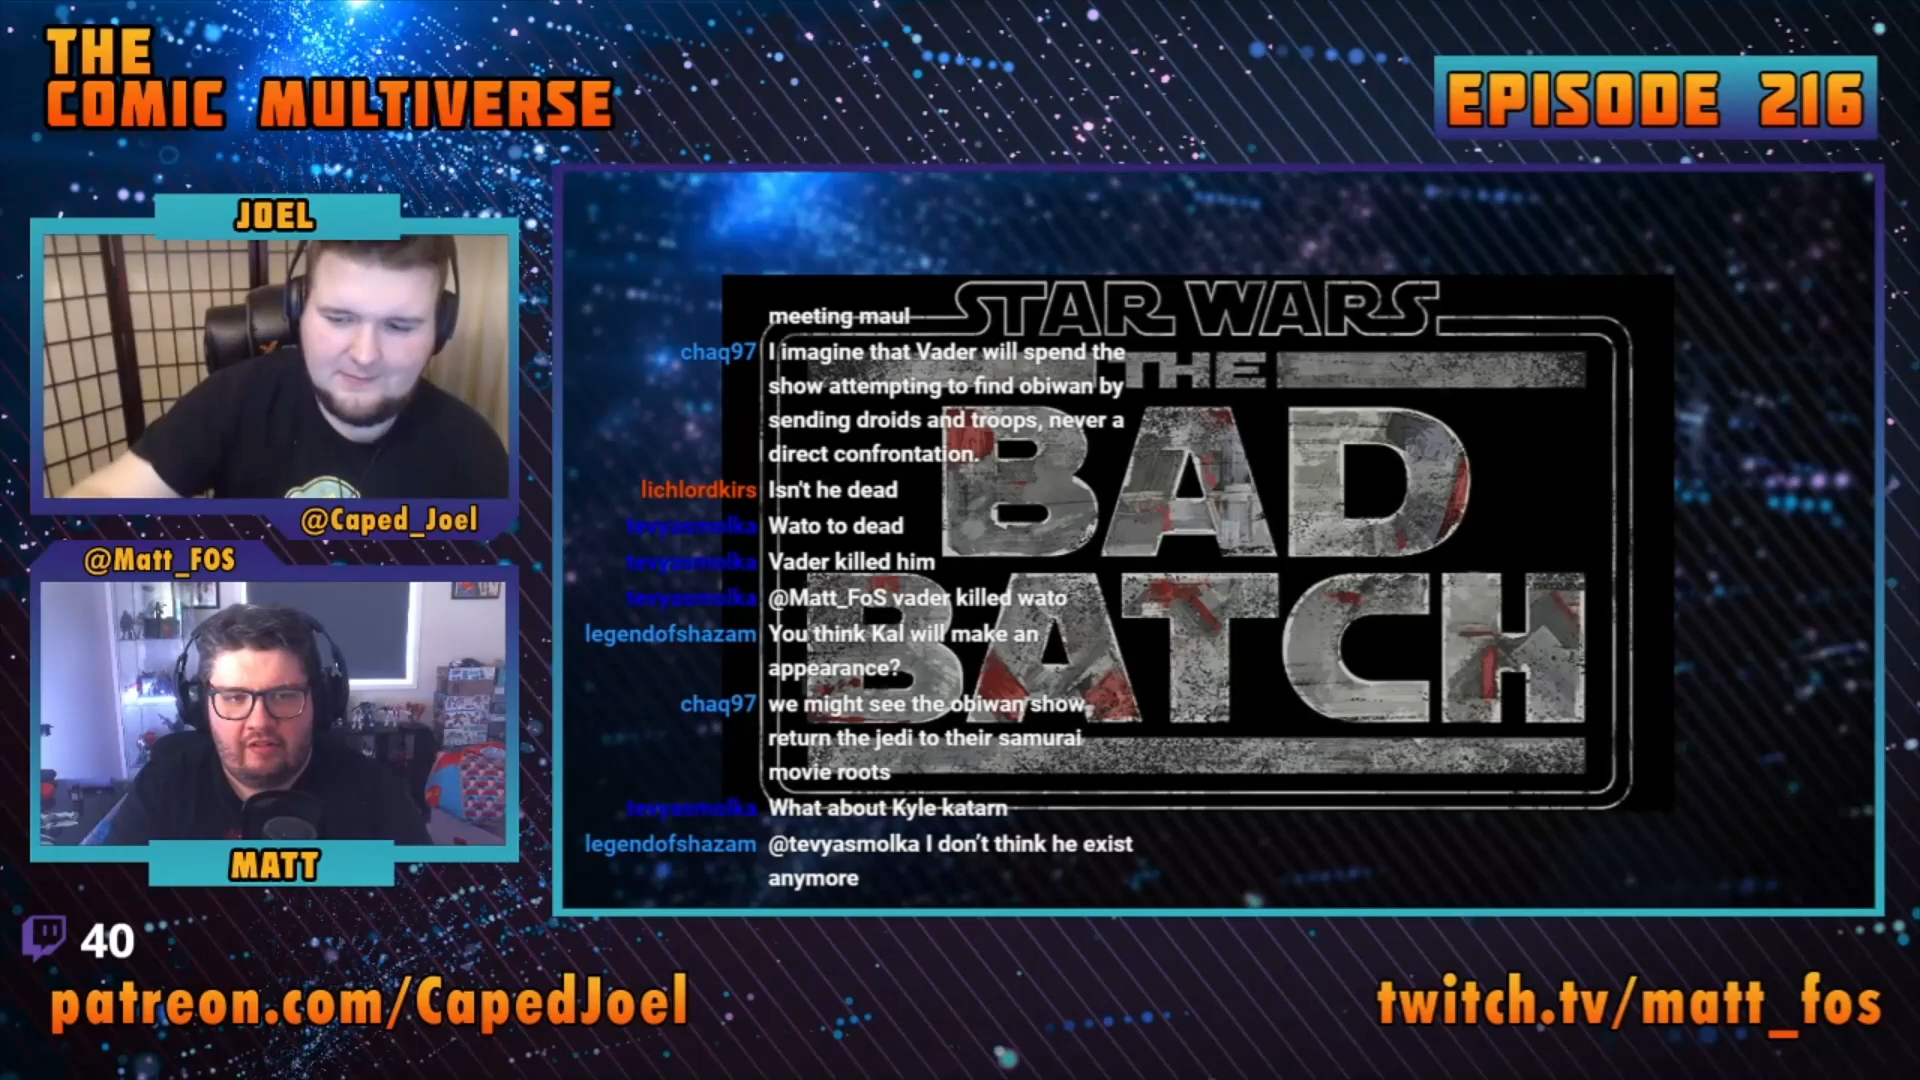 THE
COMIC MULTIVERSE
EPISODE 216
JOEL
@Caped_Joel
@Matt_FOS
MATT
STAR WARS
THE
BAD
BATCH
meeting maul
chaq97 I imagine that Vader will spend the
show attempting to find obiwan by
sending droids and troops, never a
direct confrontation.
lichlordkirs Isn't he dead
tevyasmolka Wato to dead
tevyasmolka Vader killed him
tevyasmolka @Matt_FoS vader killed wato
legendofshazam You think Kal will make an
appearance?
chaq97 we might see the obiwan show
return the jedi to their samurai
movie roots
tevyasmolka What about Kyle katarn
legendofshazam @tevyasmolka I don’t think he exist
anymore
40
patreon.com/CapedJoel
twitch.tv/matt_fos